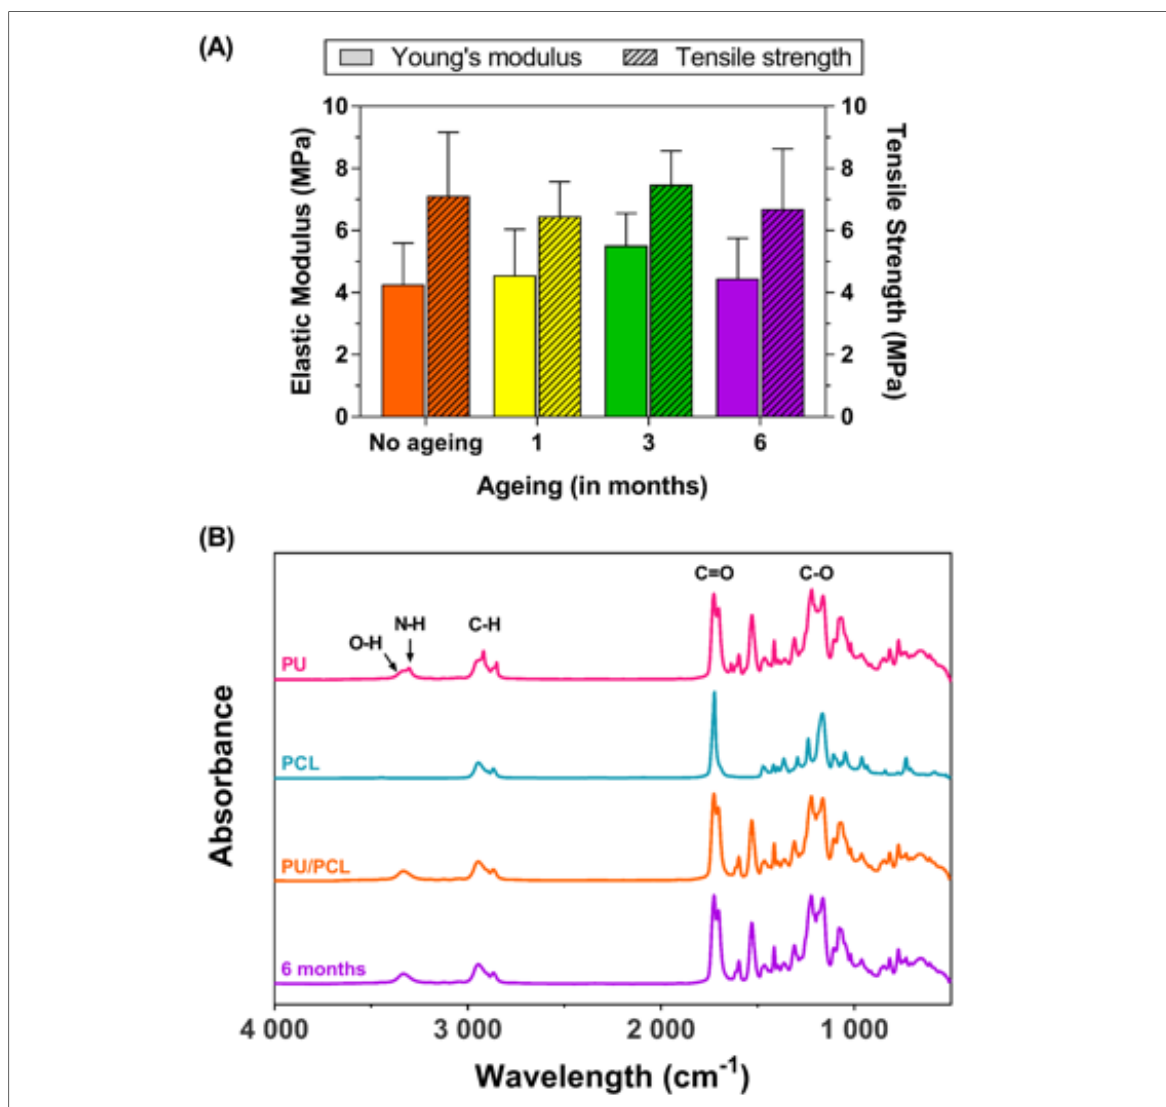 (A)
Young's modulus Tensile strength
Elastic Modulus (MPa)
10 10
8 8
6 6
4 4
2 2
0 0
Tensile Strength (MPa)
No ageing 1 3 6
Ageing (in months)
(B)
C=O C-O
N-H C-H
O-H
PU
PCL
PU/PCL
6 months
Absorbance
4 000 3 000 2 000 1 000
Wavelength (cm-1)